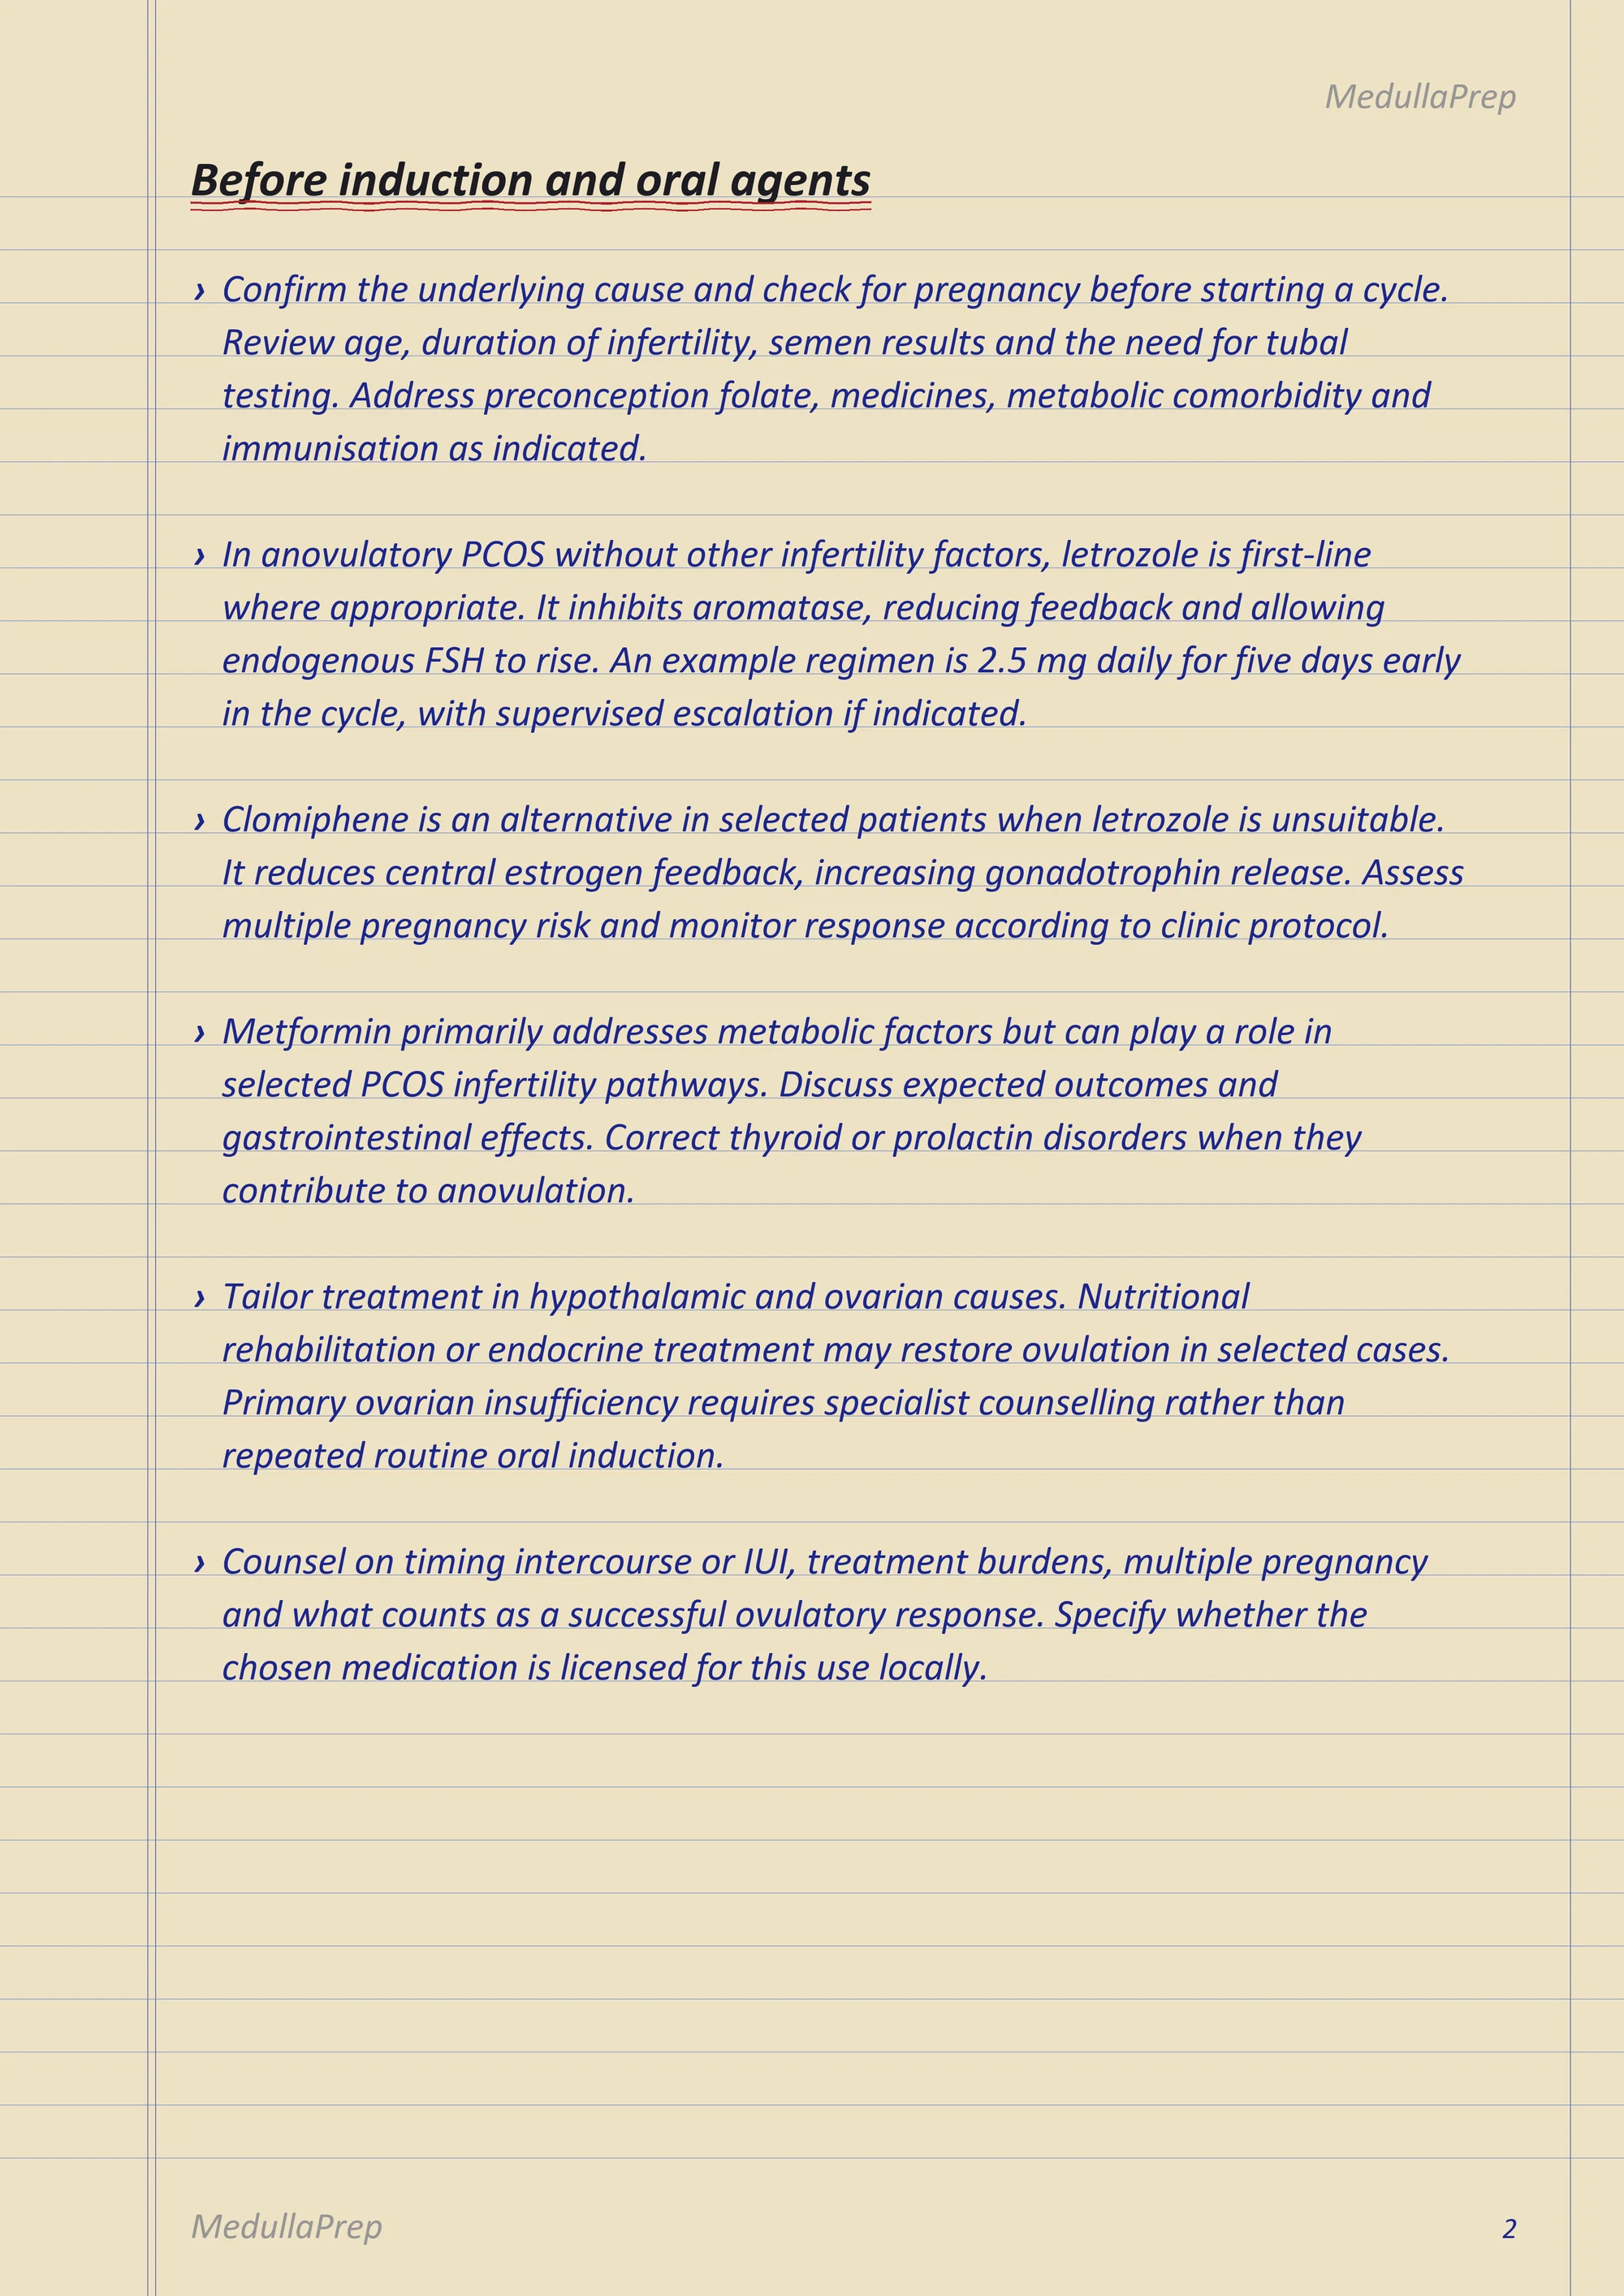 MedullaPrep
Before induction and oral agents
› Confirm the underlying cause and check for pregnancy before starting a cycle.
Review age, duration of infertility, semen results and the need for tubal
testing. Address preconception folate, medicines, metabolic comorbidity and
immunisation as indicated.
› In anovulatory PCOS without other infertility factors, letrozole is first-line
where appropriate. It inhibits aromatase, reducing feedback and allowing
endogenous FSH to rise. An example regimen is 2.5 mg daily for five days early
in the cycle, with supervised escalation if indicated.
› Clomiphene is an alternative in selected patients when letrozole is unsuitable.
It reduces central estrogen feedback, increasing gonadotrophin release. Assess
multiple pregnancy risk and monitor response according to clinic protocol.
› Metformin primarily addresses metabolic factors but can play a role in
selected PCOS infertility pathways. Discuss expected outcomes and
gastrointestinal effects. Correct thyroid or prolactin disorders when they
contribute to anovulation.
› Tailor treatment in hypothalamic and ovarian causes. Nutritional
rehabilitation or endocrine treatment may restore ovulation in selected cases.
Primary ovarian insufficiency requires specialist counselling rather than
repeated routine oral induction.
› Counsel on timing intercourse or IUI, treatment burdens, multiple pregnancy
and what counts as a successful ovulatory response. Specify whether the
chosen medication is licensed for this use locally.
MedullaPrep
2